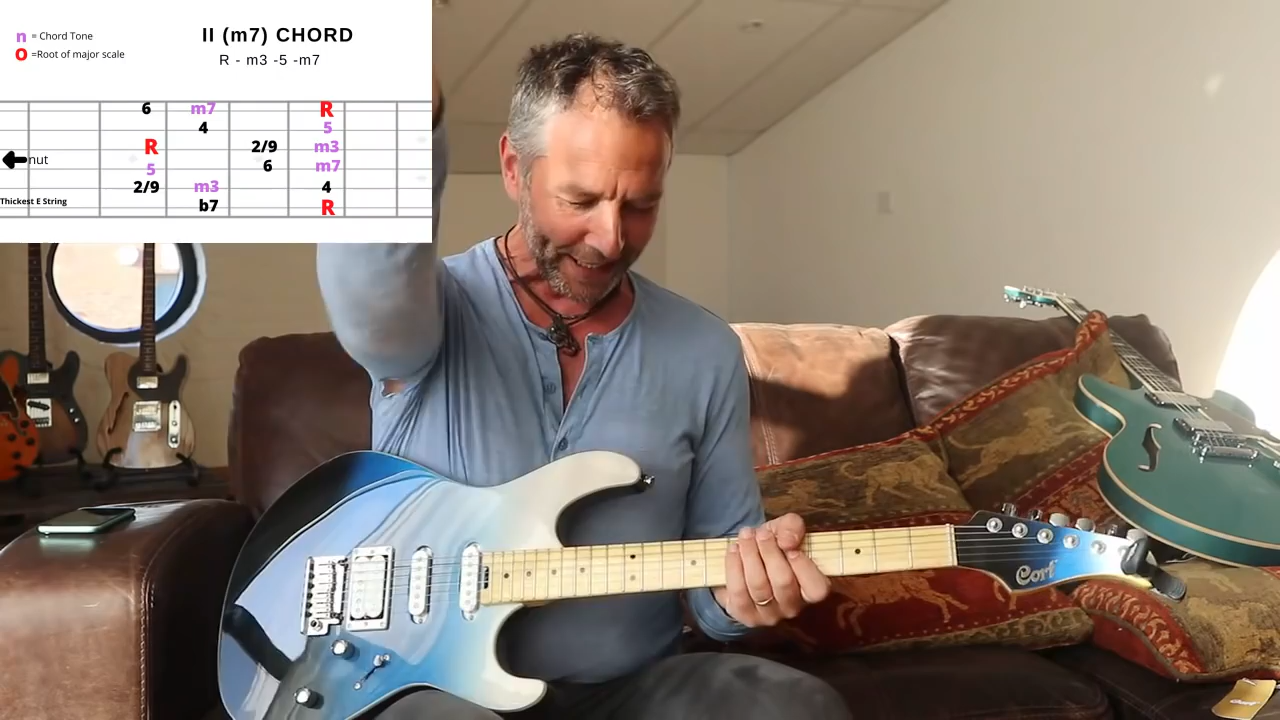 II (m7) CHORD
n = Chord Tone
O =Root of major scale
R - m3 -5 -m7
6 m7 R
4 5
R 2/9 m3
nut
5 6 m7
2/9 m3 4
Thickest E String
b7 R
Cort